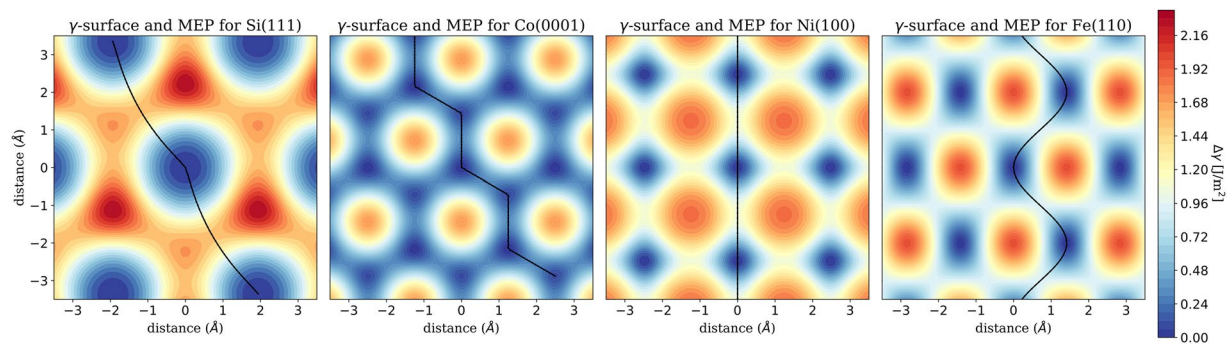 γ-surface and MEP for Si(111)
γ-surface and MEP for Co(0001)
γ-surface and MEP for Ni(100)
γ-surface and MEP for Fe(110)
distance (Å)
3
2
1
0
−1
−2
−3
−3 −2 −1 0 1 2 3
distance (Å)
−3 −2 −1 0 1 2 3
distance (Å)
−3 −2 −1 0 1 2 3
distance (Å)
−3 −2 −1 0 1 2 3
distance (Å)
2.16
1.92
1.68
1.44
1.20
0.96
0.72
0.48
0.24
0.00
Δγ [J/m²]